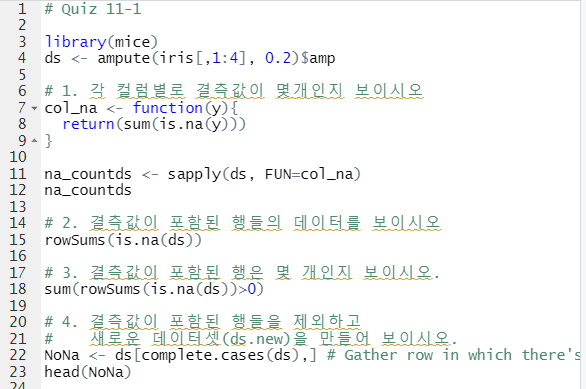 1 # Quiz 11-1
2
3 library(mice)
4 ds <- ampute(iris[,1:4], 0.2)$amp
5
6 # 1. 각 컬럼별로 결측값이 몇개인지 보이시오
7 col_na <- function(y){
8 return(sum(is.na(y)))
9 }
10
11 na_countds <- sapply(ds, FUN=col_na)
12 na_countds
13
14 # 2. 결측값이 포함된 행들의 데이터를 보이시오
15 rowSums(is.na(ds))
16
17 # 3. 결측값이 포함된 행은 몇 개인지 보이시오.
18 sum(rowSums(is.na(ds))>0)
19
20 # 4. 결측값이 포함된 행들을 제외하고
21 # 새로운 데이터셋(ds.new)을 만들어 보이시오.
22 NoNa <- ds[complete.cases(ds),] # Gather row in which there's
23 head(NoNa)
24